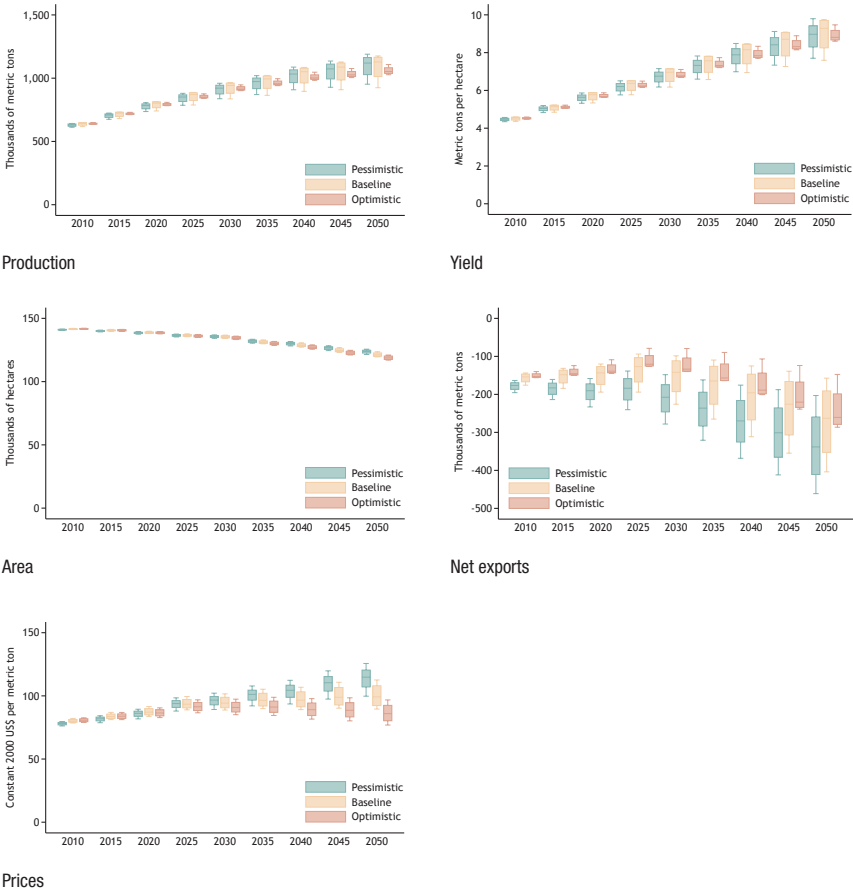 Thousands of metric tons
1,500
1,000
500
0
Pessimistic
Baseline
Optimistic
2010 2015 2020 2025 2030 2035 2040 2045 2050
Production
Metric tons per hectare
10
8
6
4
2
0
Pessimistic
Baseline
Optimistic
2010 2015 2020 2025 2030 2035 2040 2045 2050
Yield
Thousands of hectares
150
100
50
0
Pessimistic
Baseline
Optimistic
2010 2015 2020 2025 2030 2035 2040 2045 2050
Area
Thousands of metric tons
0
-100
-200
-300
-400
-500
Pessimistic
Baseline
Optimistic
2010 2015 2020 2025 2030 2035 2040 2045 2050
Net exports
Constant 2000 US$ per metric ton
150
100
50
0
Pessimistic
Baseline
Optimistic
2010 2015 2020 2025 2030 2035 2040 2045 2050
Prices